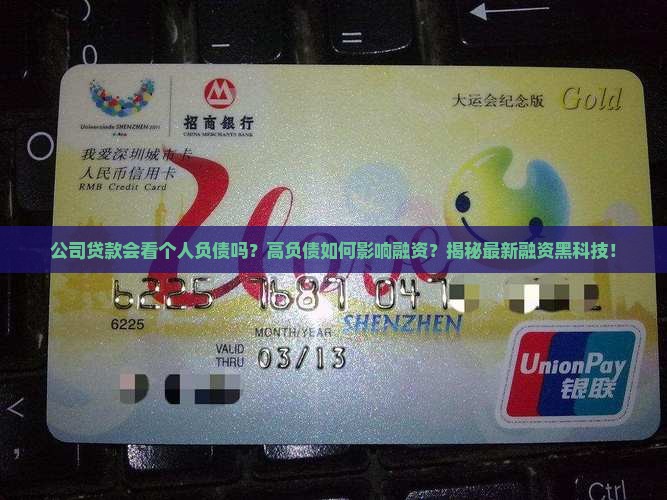 Universiade SHENZHEN 2011
招商银行
CHINA MERCHANTS BANK
大运会纪念版 Gold
我爱深圳城市卡
人民币信用卡
RMB Credit Card
U love
公司贷款会看个人负债吗？高负债如何影响融资？揭秘最新融资黑科技！
6225
6225
SHENZHEN
MONTH/YEAR
VALID THRU 03/13
UnionPay
银联
Ctrl